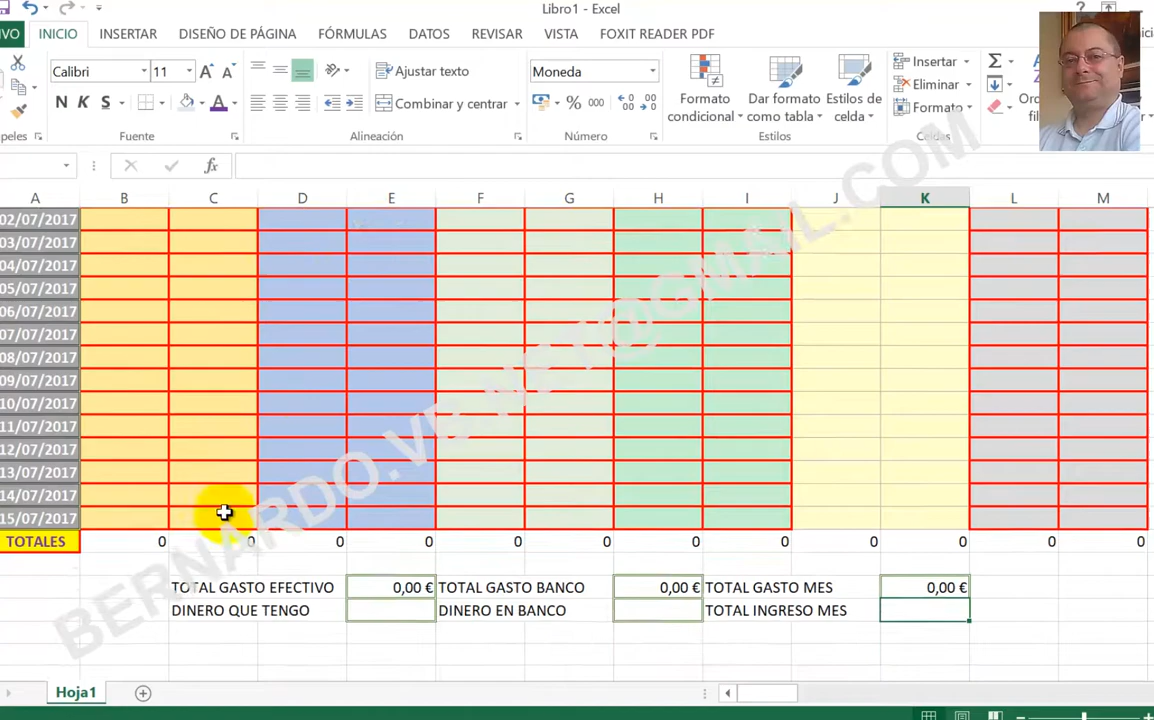 Libro1 - Excel
?
VO INICIO INSERTAR DISEÑO DE PÁGINA FÓRMULAS DATOS REVISAR VISTA FOXIT READER PDF
Calibri 11 A A Ajustar texto Moneda Insertar Σ
N K S A Combinar y centrar % 000 Formato condicional Dar formato como tabla Estilos de celda Eliminar
Formato Ord
peles Fuente Alineación Número Estilos Celdas
fx
A B C D E F G H I J K L M
02/07/2017
03/07/2017
04/07/2017
05/07/2017
06/07/2017
07/07/2017
08/07/2017
09/07/2017
10/07/2017
11/07/2017
12/07/2017
13/07/2017
14/07/2017
15/07/2017
TOTALES 0 0 0 0 0 0 0 0 0 0 0 0
TOTAL GASTO EFECTIVO 0,00 € TOTAL GASTO BANCO 0,00 € TOTAL GASTO MES 0,00 €
DINERO QUE TENGO DINERO EN BANCO TOTAL INGRESO MES
Hoja1